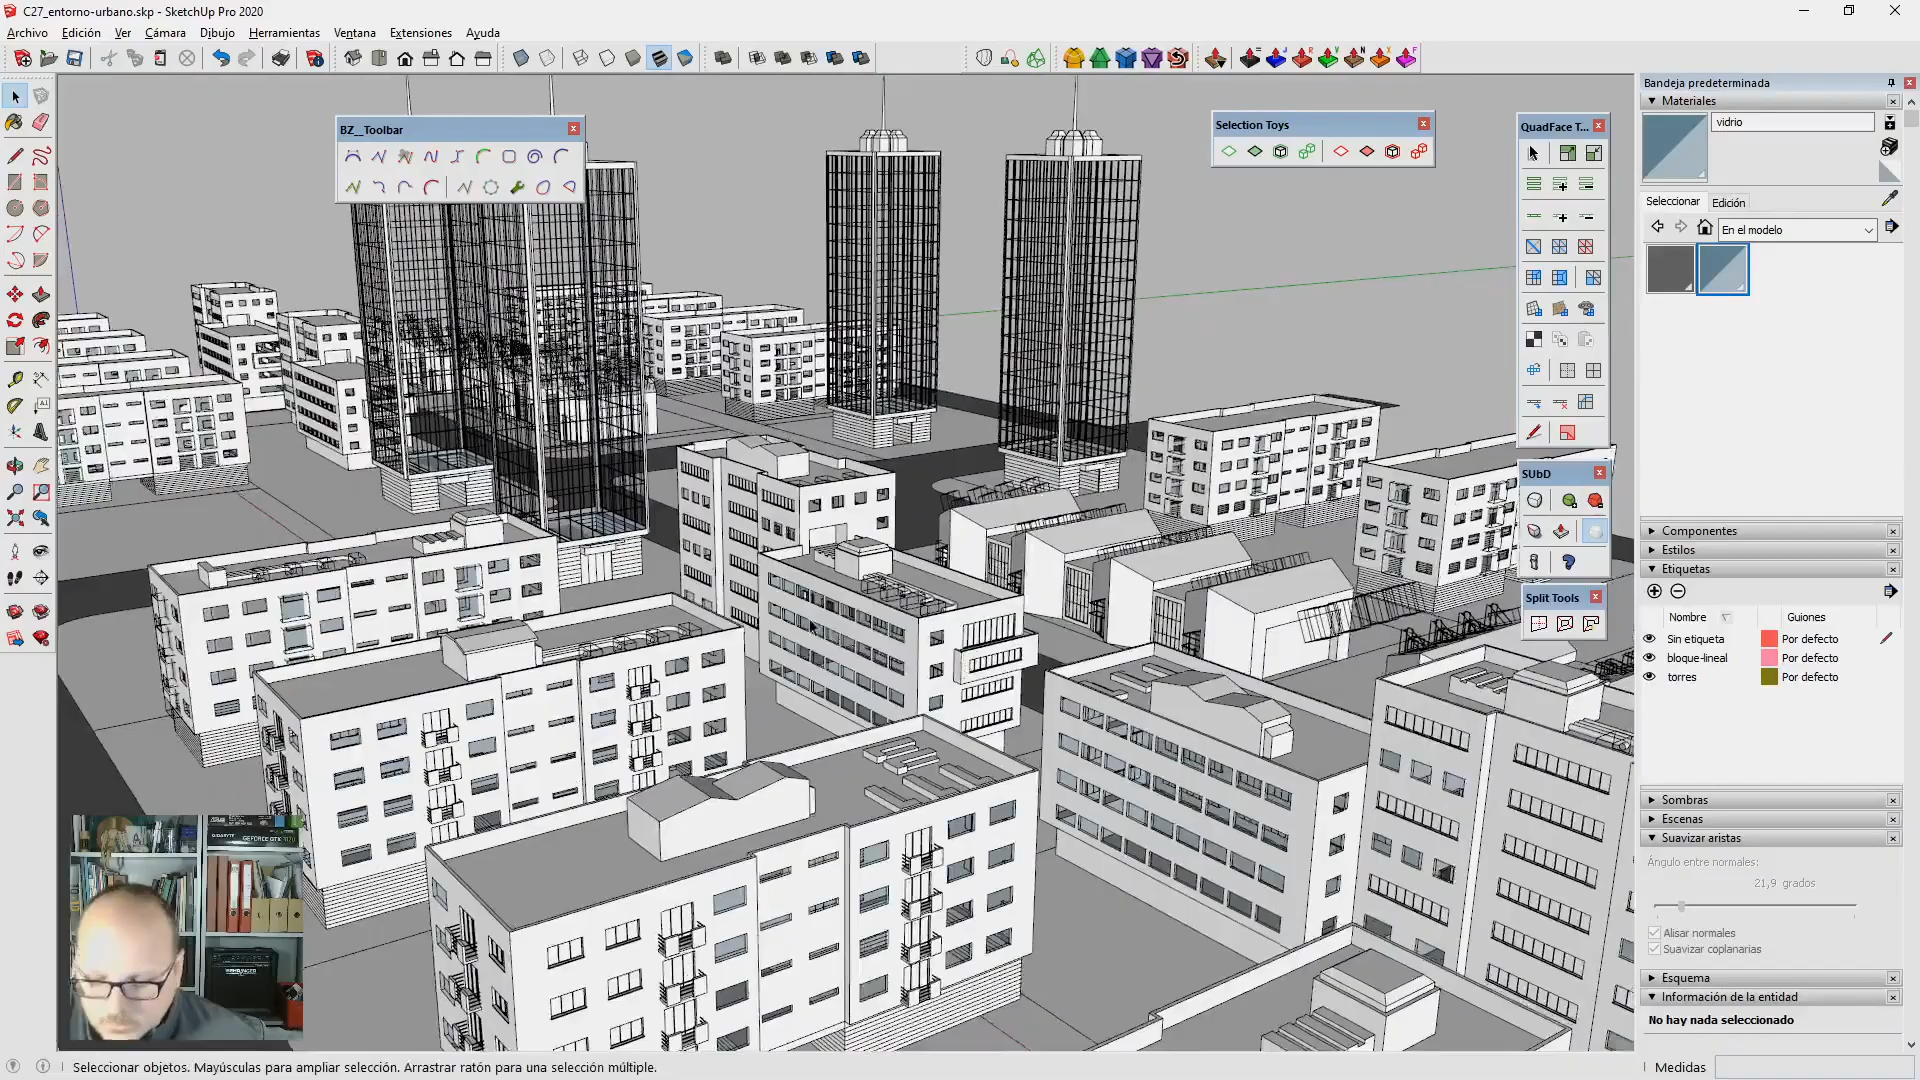 C27_entorno-urbano.skp - SketchUp Pro 2020
Archivo Edición Ver Cámara Dibujo Herramientas Ventana Extensiones Ayuda
BZ__Toolbar
Selection Toys
QuadFace T...
SUbD
Split Tools
Bandeja predeterminada
Materiales
vidrio
Seleccionar Edición
En el modelo
Componentes
Estilos
Etiquetas
Nombre Guiones
Sin etiqueta Por defecto
bloque-lineal Por defecto
torres Por defecto
Sombras
Escenas
Suavizar aristas
Ángulo entre normales:
21,9 grados
Alisar normales
Suavizar coplanarias
Esquema
Información de la entidad
No hay nada seleccionado
Seleccionar objetos. Mayúsculas para ampliar selección. Arrastrar ratón para una selección múltiple.
Medidas